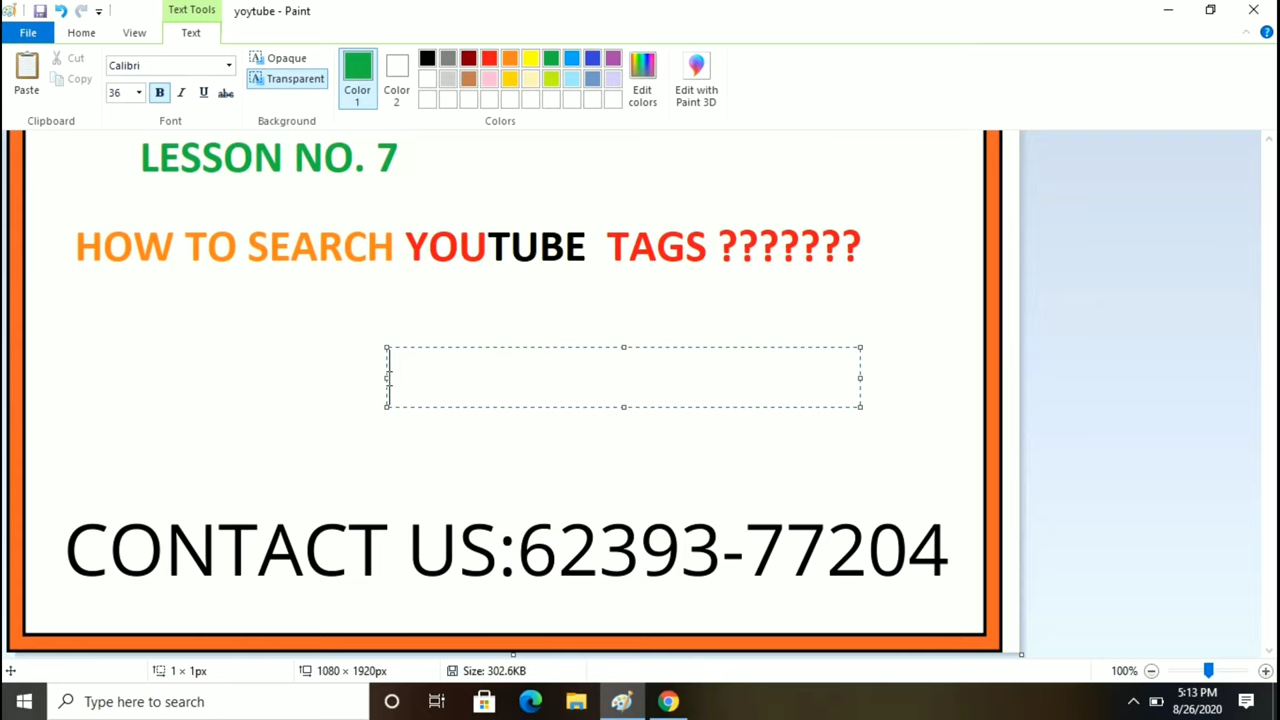 Text Tools
yoytube - Paint
File
Home
View
Text
Paste
Cut
Copy
Clipboard
Calibri
36
B I U abc
Font
A Opaque
A Transparent
Background
Color 1
Color 2
Edit colors
Edit with Paint 3D
Colors
LESSON NO. 7
HOW TO SEARCH YOUTUBE TAGS ???????
CONTACT US:62393-77204
1 × 1px
1080 × 1920px
Size: 302.6KB
100%
Type here to search
5:13 PM
8/26/2020